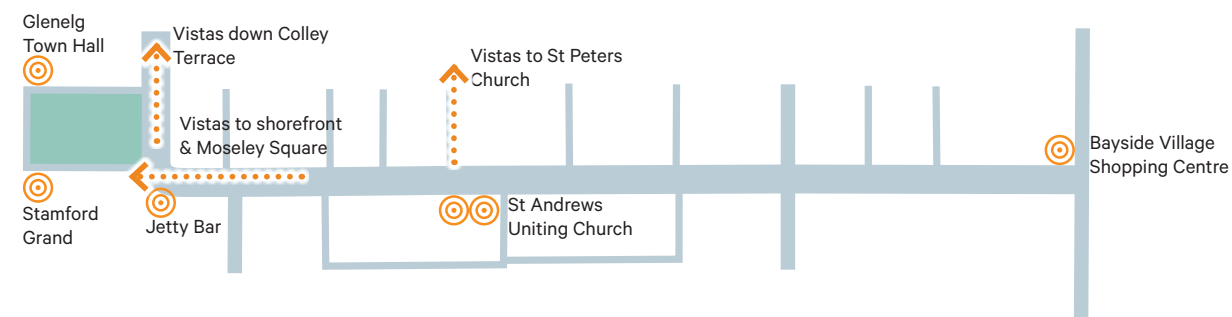 Glenelg
Town Hall
Vistas down Colley
Terrace
Vistas to St Peters
Church
Vistas to shorefront
& Moseley Square
Bayside Village
Shopping Centre
Stamford
Grand
Jetty Bar
St Andrews
Uniting Church